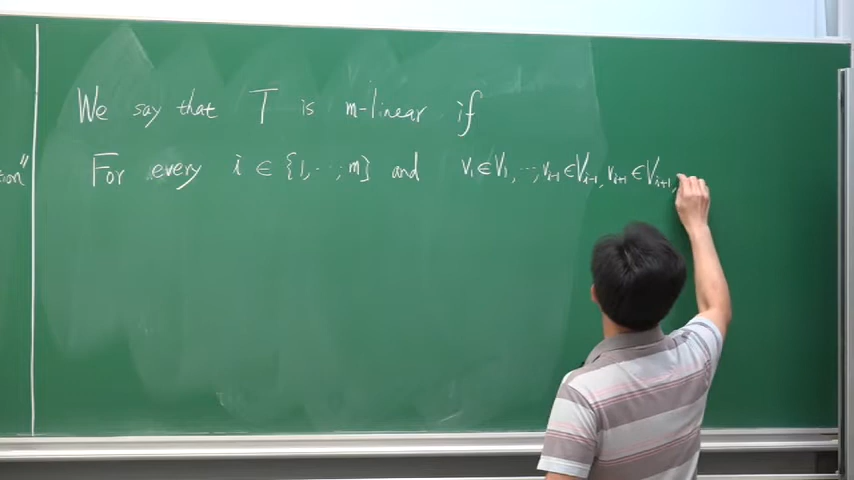 We say that T is m-linear if
For every i ∈ {1, ..., m} and v₁∈V₁, ..., vᵢ₋₁∈Vᵢ₋₁, vᵢ₊₁∈Vᵢ₊₁,